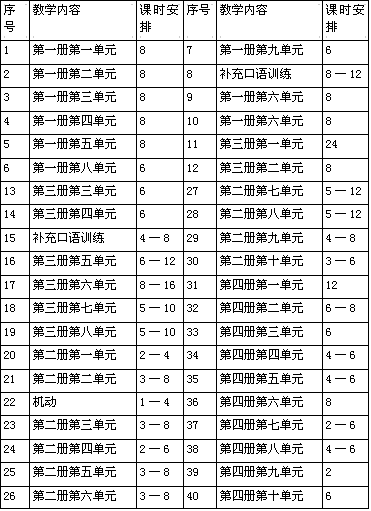 序号 教学内容 课时安排 序号 教学内容 课时安排
1 第一册第一单元 8 7 第一册第九单元 6
2 第一册第二单元 8 8 补充口语训练 8－12
3 第一册第三单元 8 9 第一册第六单元 8
4 第一册第四单元 8 10 第一册第六单元 8
5 第一册第五单元 8 11 第三册第一单元 24
6 第一册第八单元 6 12 第三册第二单元 8
13 第三册第三单元 6 27 第二册第七单元 5－12
14 第三册第四单元 6 28 第二册第八单元 5－12
15 补充口语训练 4－8 29 第二册第九单元 4－8
16 第三册第五单元 6－12 30 第二册第十单元 3－6
17 第三册第六单元 8－16 31 第四册第一单元 12
18 第三册第七单元 5－10 32 第四册第二单元 6－8
19 第三册第八单元 5－10 33 第四册第三单元 6
20 第二册第一单元 2－4 34 第四册第四单元 4－6
21 第二册第二单元 3－8 35 第四册第五单元 4－6
22 机动 1－4 36 第四册第六单元 8
23 第二册第三单元 3－8 37 第四册第七单元 2－6
24 第二册第四单元 2－6 38 第四册第八单元 4－6
25 第二册第五单元 3－8 39 第四册第九单元 2
26 第二册第六单元 3－8 40 第四册第十单元 6